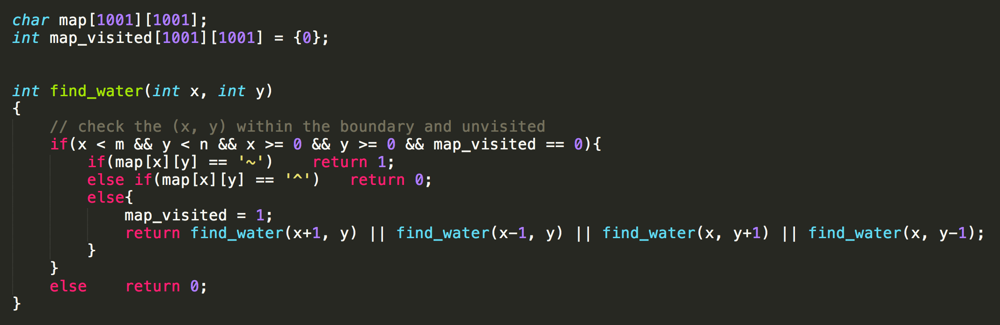 char map[1001][1001];
int map_visited[1001][1001] = {0};
int find_water(int x, int y)
{
// check the (x, y) within the boundary and unvisited
if(x < m && y < n && x >= 0 && y >= 0 && map_visited == 0){
if(map[x][y] == '~')    return 1;
else if(map[x][y] == '^')   return 0;
else{
map_visited = 1;
return find_water(x+1, y) || find_water(x-1, y) || find_water(x, y+1) || find_water(x, y-1);
}
}
else    return 0;
}